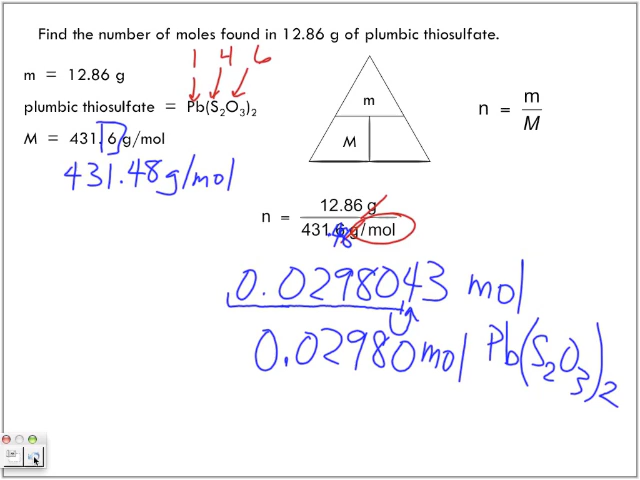 Find the number of moles found in 12.86 g of plumbic thiosulfate.
1 4 6
m = 12.86 g
plumbic thiosulfate = Pb(S₂O₃)₂
M = 431.6 g/mol
431.48 g/mol
m
M
n = m/M
n = 12.86 g / 431.6 g/mol
48
0.0298043 mol
0.02980 mol Pb(S₂O₃)₂